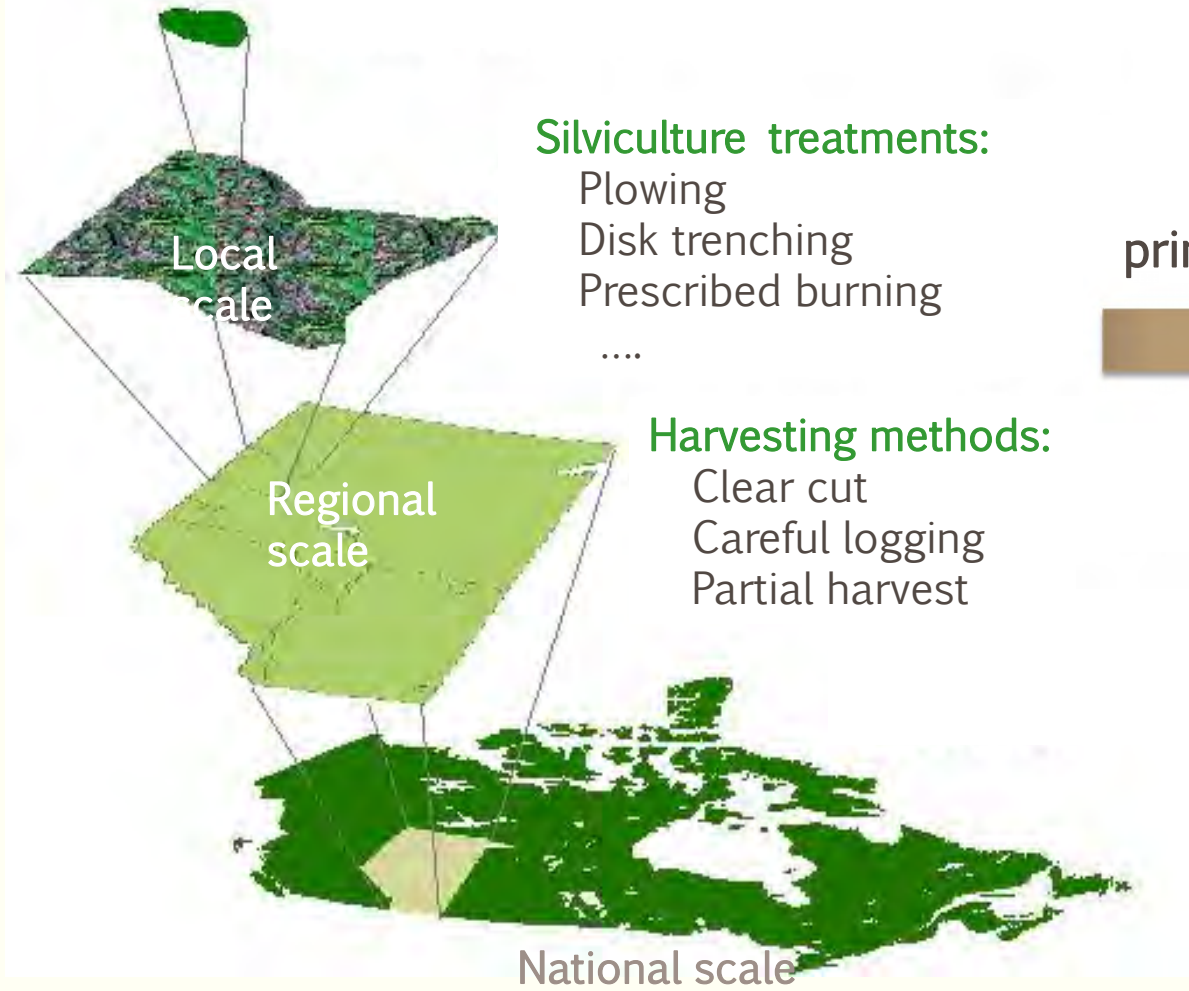 Silviculture treatments:
Plowing
Disk trenching
Prescribed burning
....
Local
scale
Harvesting methods:
Clear cut
Careful logging
Partial harvest
Regional
scale
National scale